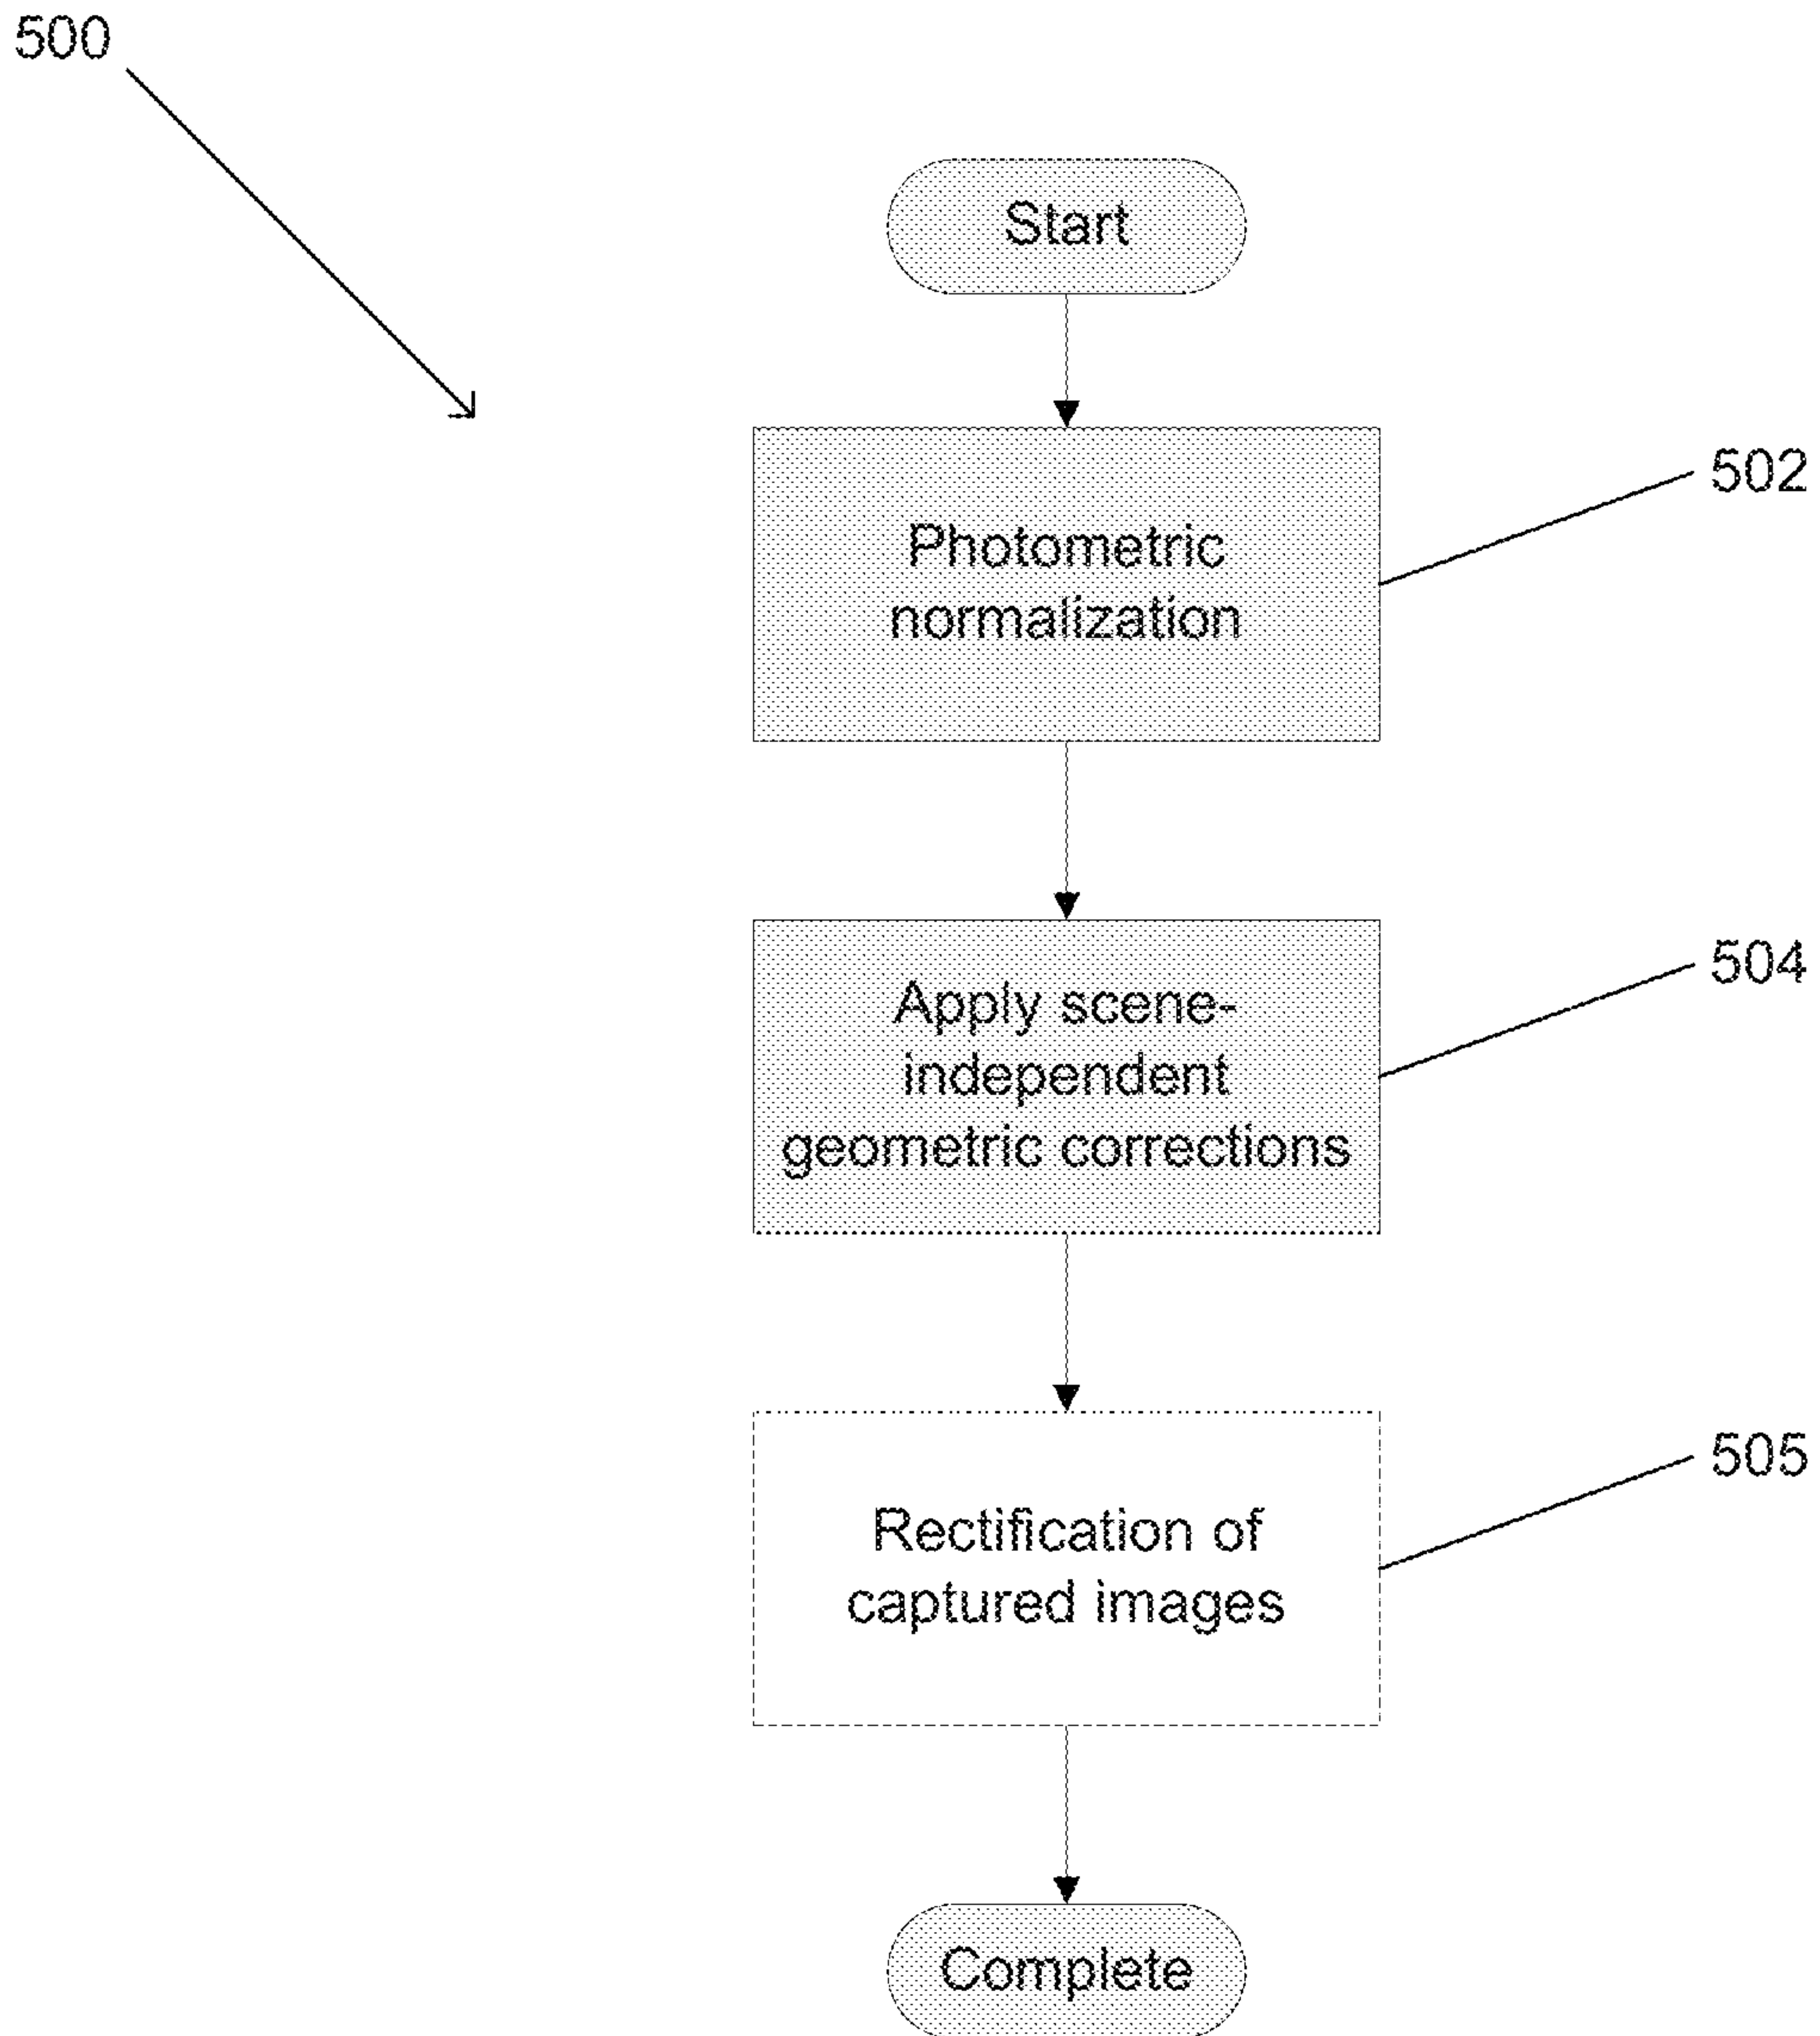 500
Start
502
Photometric
normalization
504
Apply scene-
independent
geometric corrections
505
Rectification of
captured images
Complete